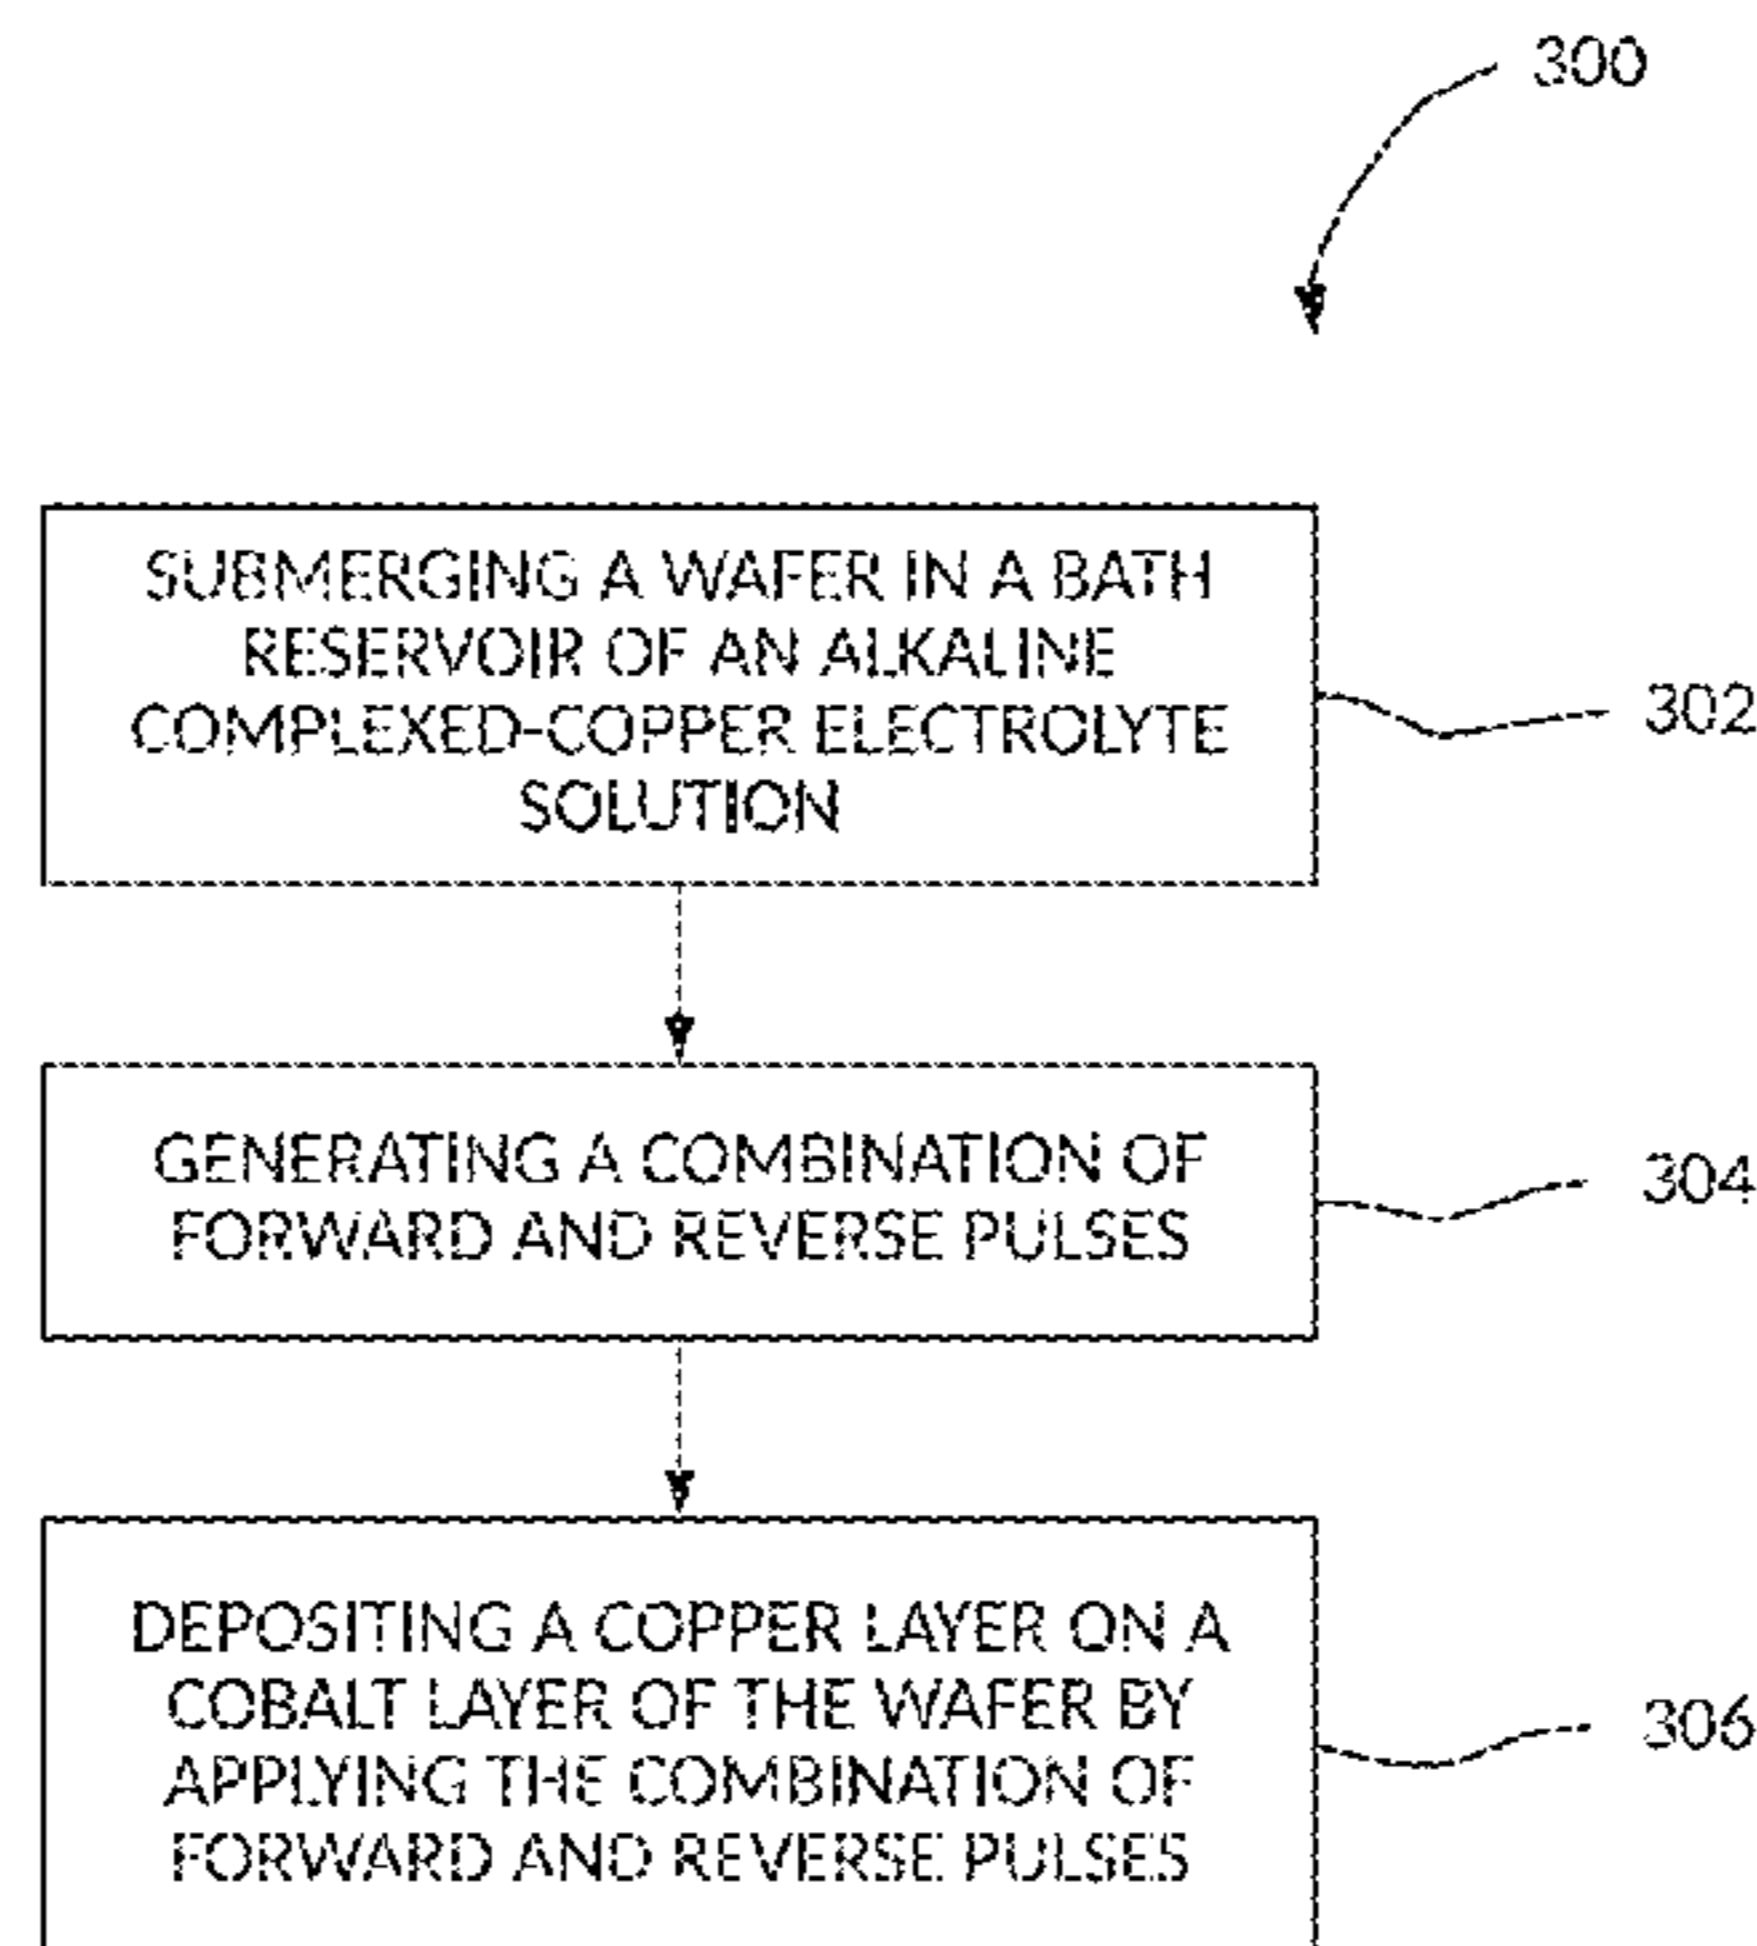 300
SUBMERGING A WAFER IN A BATH
RESERVOIR OF AN ALKALINE
COMPLEXED-COPPER ELECTROLYTE
SOLUTION
302
GENERATING A COMBINATION OF
FORWARD AND REVERSE PULSES
304
DEPOSITING A COPPER LAYER ON A
COBALT LAYER OF THE WAFER BY
APPLYING THE COMBINATION OF
FORWARD AND REVERSE PULSES
306